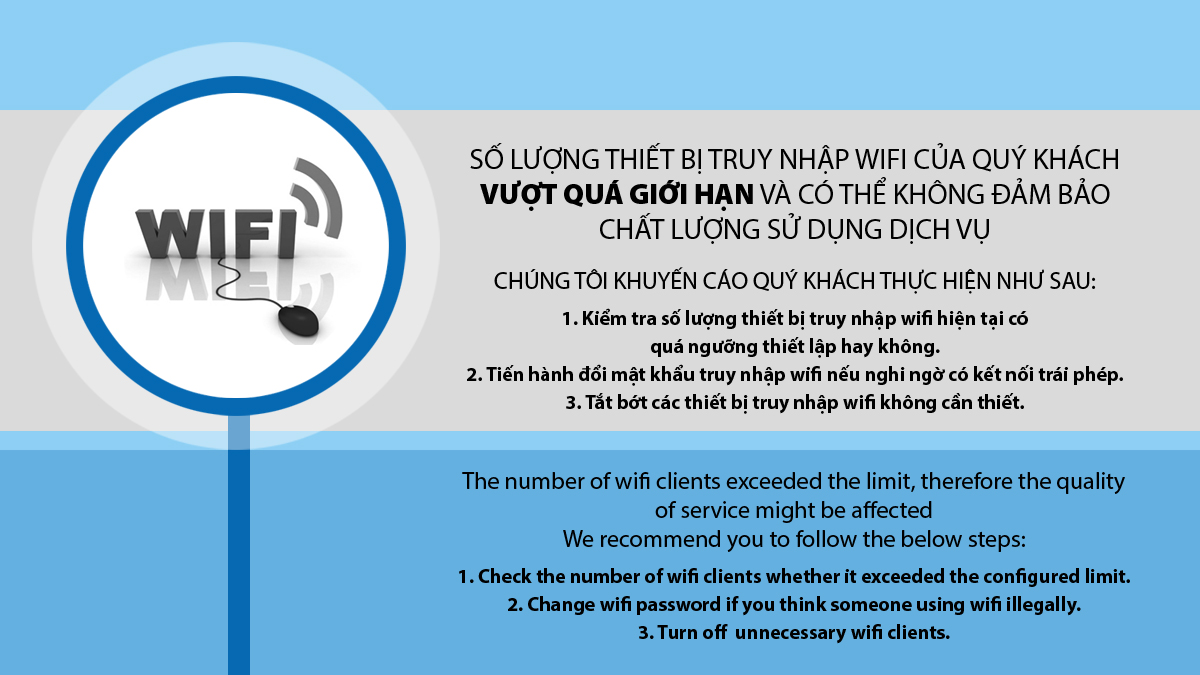 WIFI
SỐ LƯỢNG THIẾT BỊ TRUY NHẬP WIFI CỦA QUÝ KHÁCH
VƯỢT QUÁ GIỚI HẠN VÀ CÓ THỂ KHÔNG ĐẢM BẢO
CHẤT LƯỢNG SỬ DỤNG DỊCH VỤ
CHÚNG TÔI KHUYẾN CÁO QUÝ KHÁCH THỰC HIỆN NHƯ SAU:
1. Kiểm tra số lượng thiết bị truy nhập wifi hiện tại có
quá ngưỡng thiết lập hay không.
2. Tiến hành đổi mật khẩu truy nhập wifi nếu nghi ngờ có kết nối trái phép.
3. Tắt bớt các thiết bị truy nhập wifi không cần thiết.
The number of wifi clients exceeded the limit, therefore the quality
of service might be affected
We recommend you to follow the below steps:
1. Check the number of wifi clients whether it exceeded the configured limit.
2. Change wifi password if you think someone using wifi illegally.
3. Turn off unnecessary wifi clients.